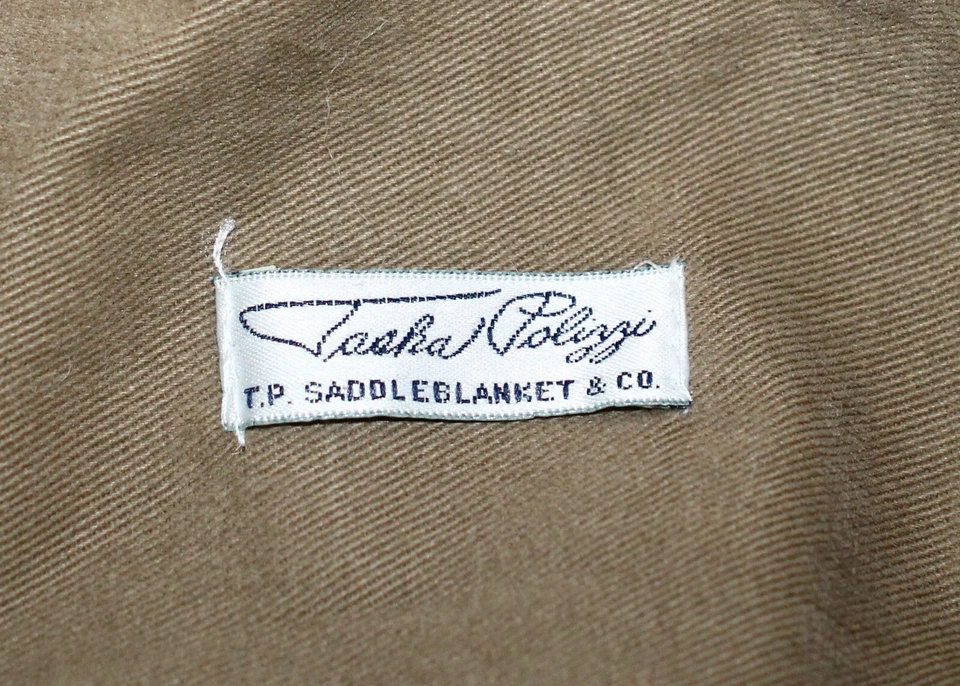 Tasha Polizzi
T.P. SADDLEBLANKET & CO.